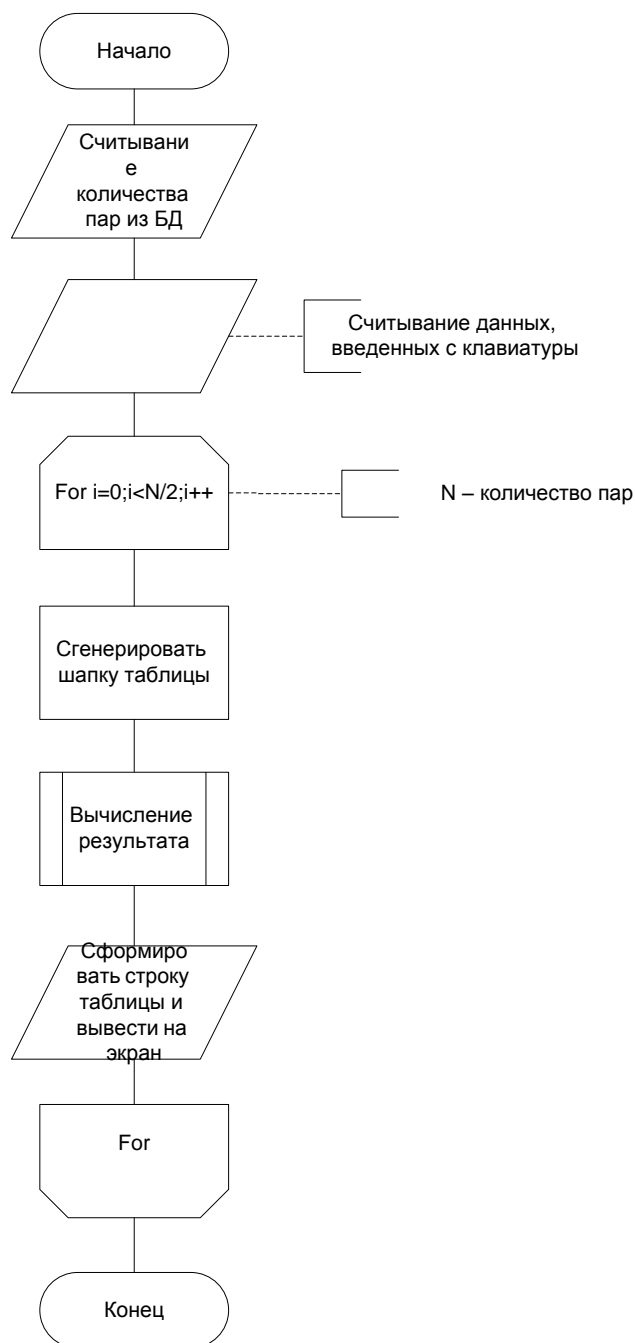 Начало
Считывани
е
количества
пар из БД
Считывание данных,
введенных с клавиатуры
For i=0;i<N/2;i++
N – количество пар
Сгенерировать
шапку таблицы
Вычисление
результата
Сформиро
вать строку
таблицы и
вывести на
экран
For
Конец